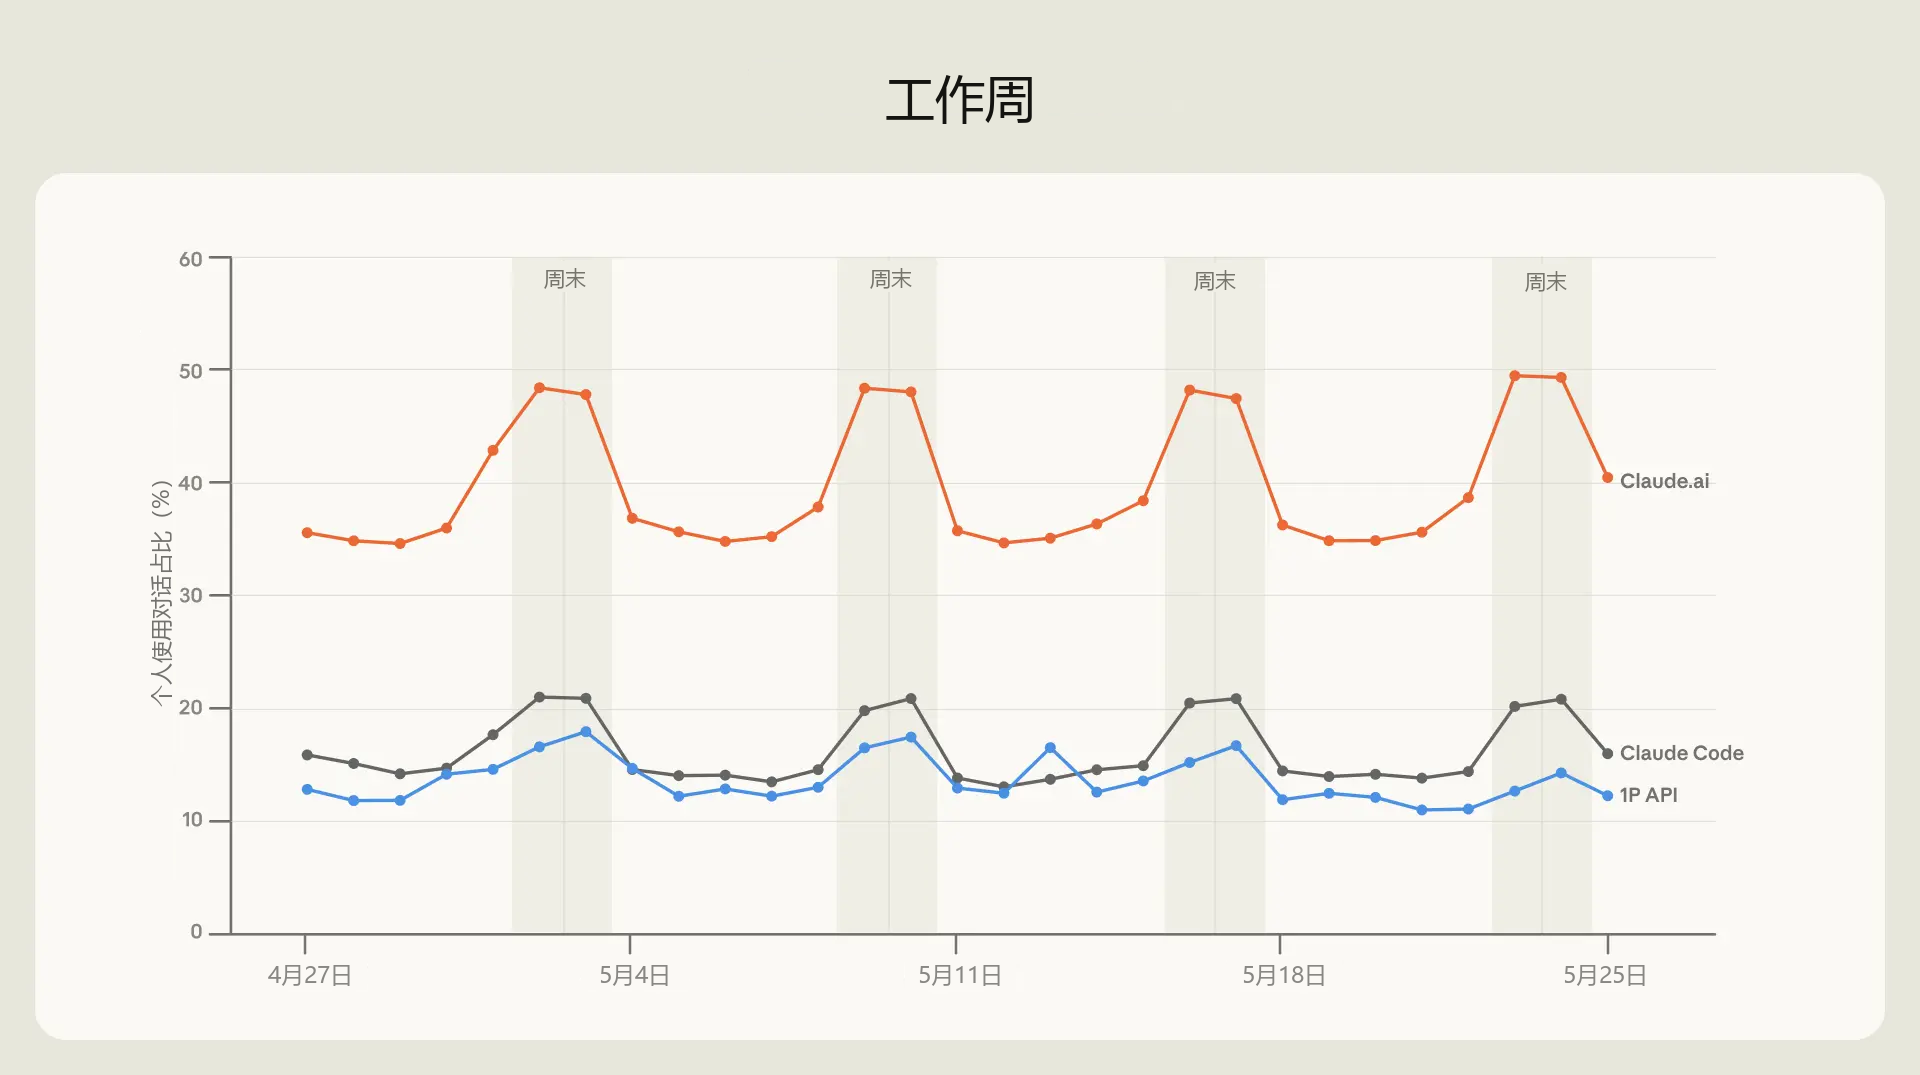 工作周
个人使用对话占比（%）
60
50
40
30
20
10
0
周末
周末
周末
周末
Claude.ai
Claude Code
1P API
4月27日
5月4日
5月11日
5月18日
5月25日